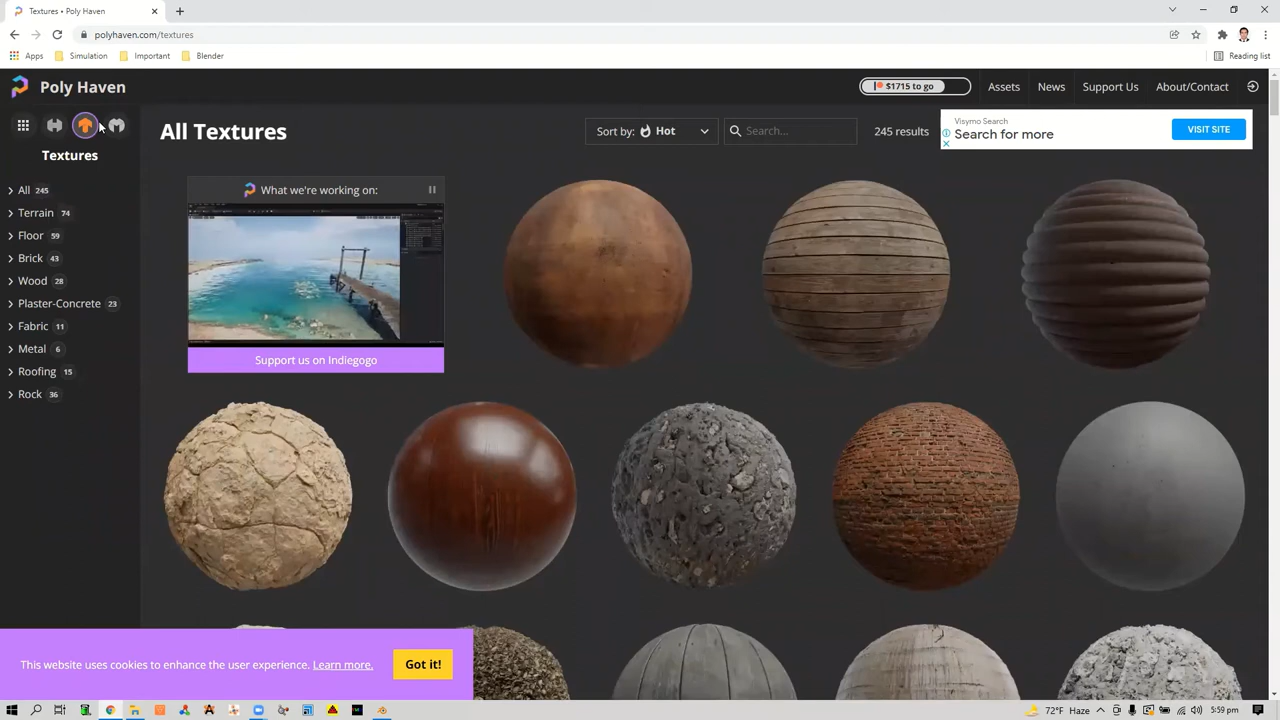 Textures • Poly Haven
polyhaven.com/textures
Reading list
Apps
Simulation
Important
Blender
Poly Haven
$1715 to go
Assets
News
Support Us
About/Contact
Textures
All 245
Terrain 74
Floor 59
Brick 43
Wood 28
Plaster-Concrete 23
Fabric 11
Metal 6
Roofing 15
Rock 36
All Textures
Sort by: Hot
Search...
245 results
Visymo Search
Search for more
VISIT SITE
What we're working on:
Support us on Indiegogo
This website uses cookies to enhance the user experience. Learn more.
Got it!
72°F Haze
5:59 pm